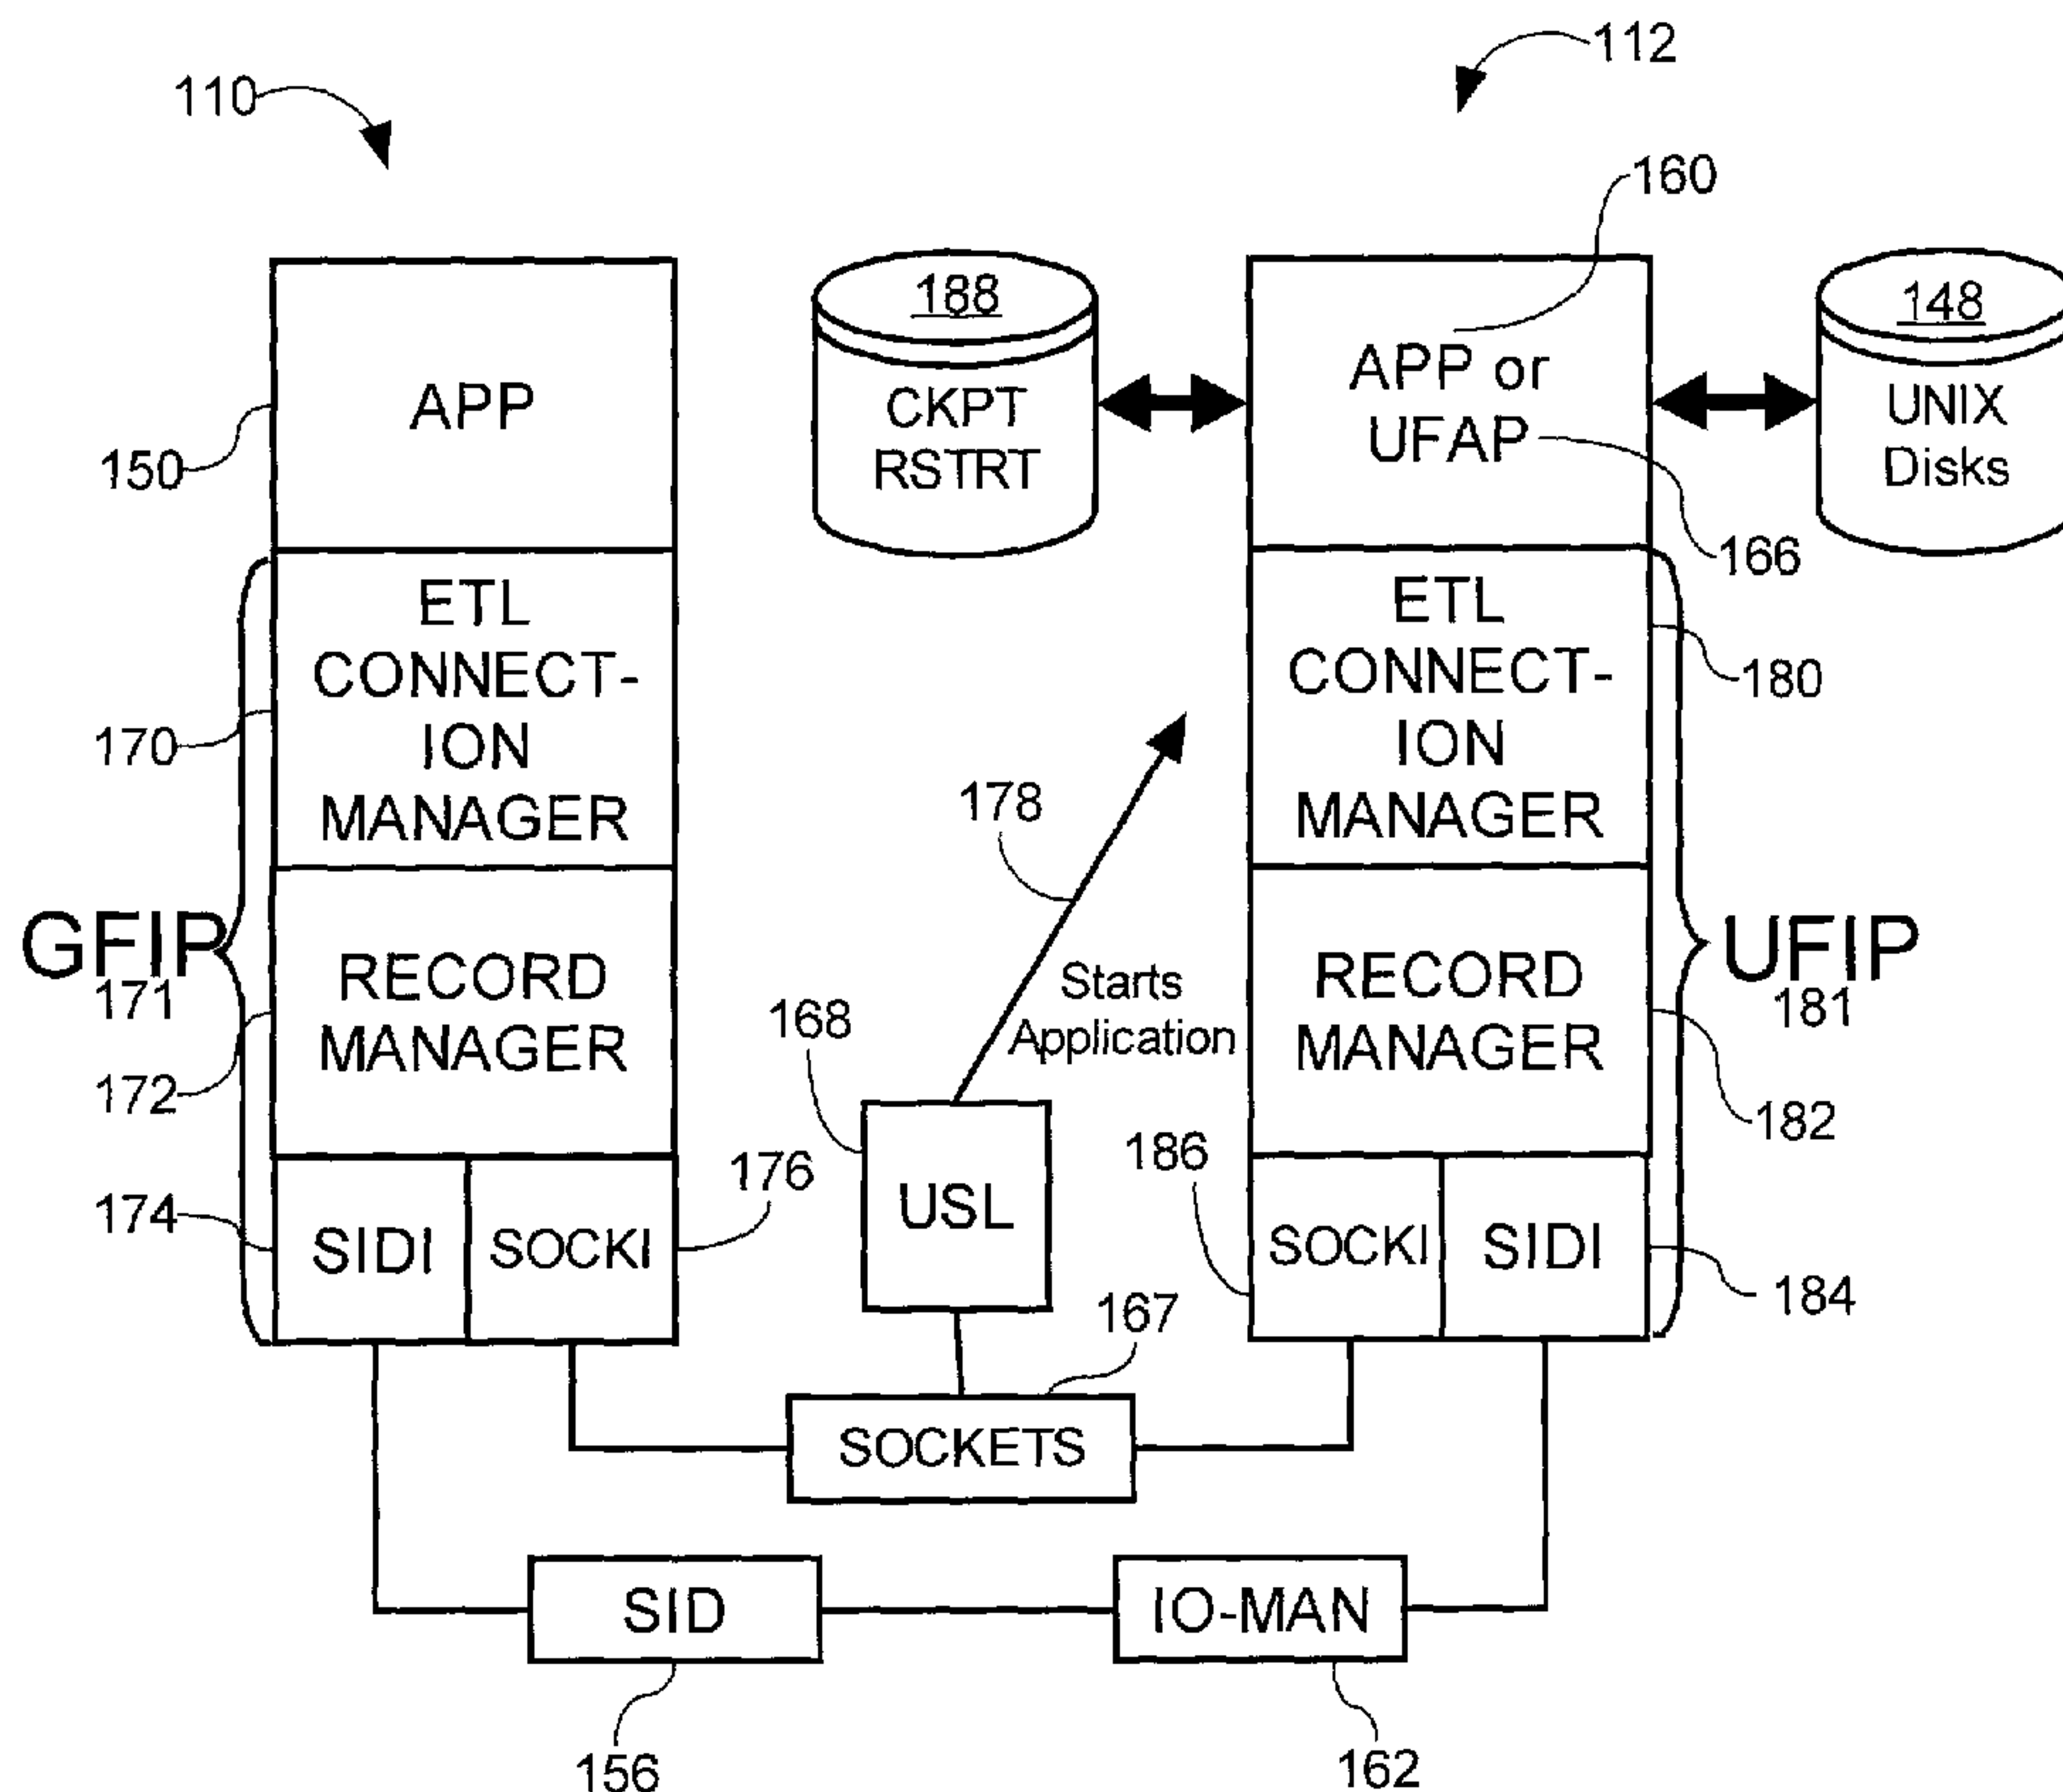 112
110
160
188
148
APP
APP or
UFAP
CKPT
RSTRT
UNIX
Disks
150
166
ETL
CONNECT-
ION
MANAGER
ETL
CONNECT-
ION
MANAGER
180
170
178
GFIP
171
RECORD
MANAGER
Starts
Application
RECORD
MANAGER
UFIP
181
168
172
182
186
176
174
SIDI
SOCKI
USL
SOCKI
SIDI
184
167
SOCKETS
SID
IO-MAN
156
162